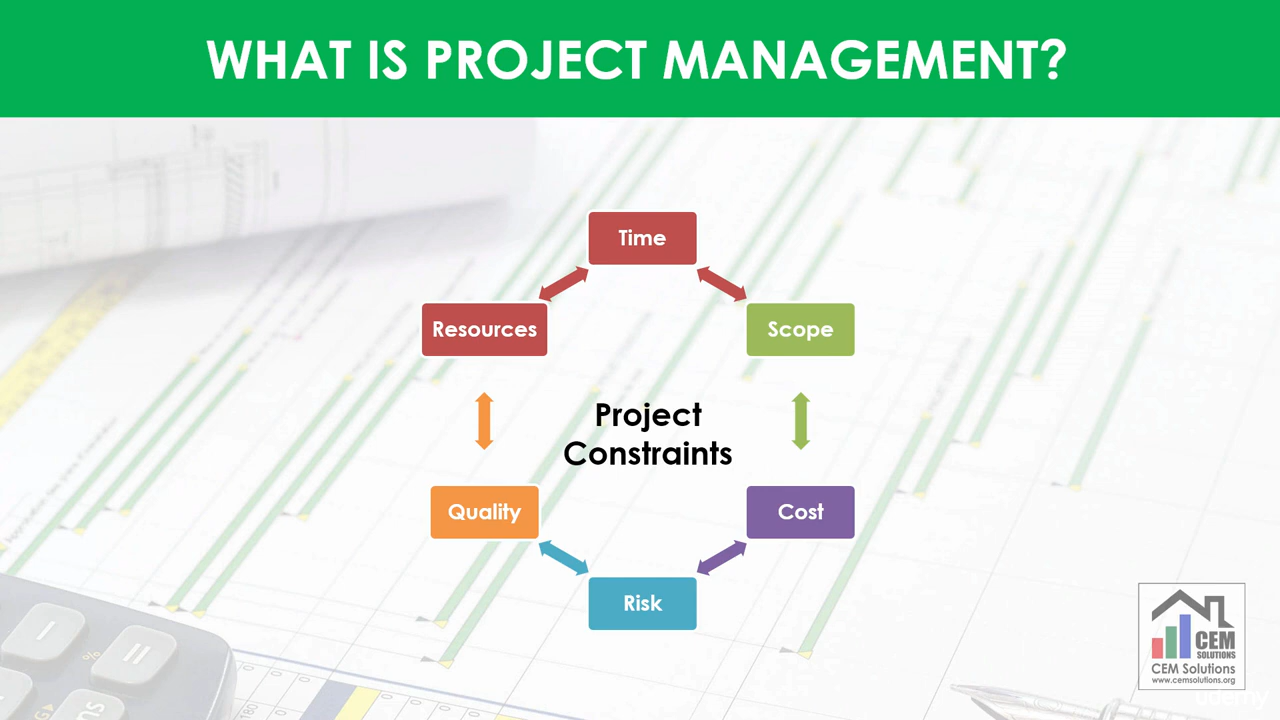 WHAT IS PROJECT MANAGEMENT?
Time
Resources
Scope
Project
Constraints
Quality
Cost
Risk
CEM
SOLUTIONS
CEM Solutions
www.cemsolutions.org
udemy